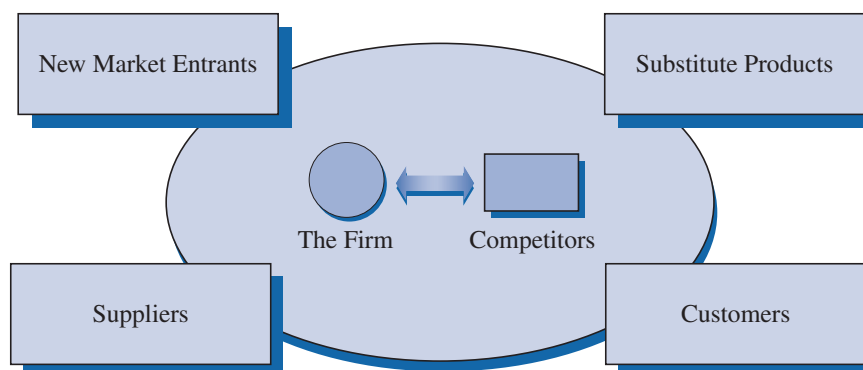 New Market Entrants
Substitute Products
The Firm
Competitors
Suppliers
Customers